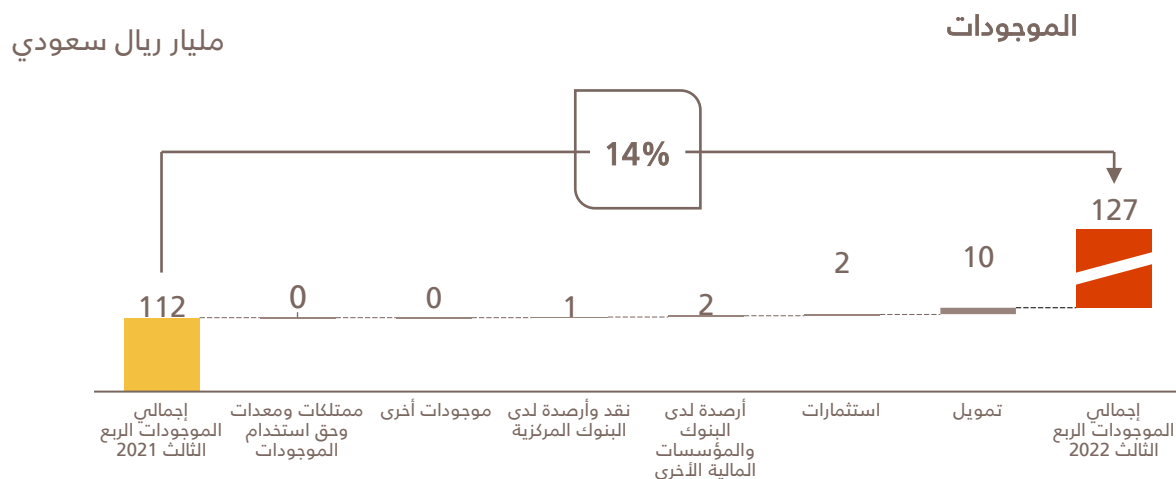 الموجودات
مليار ريال سعودي
14%
112
0
0
1
2
2
10
127
إجمالي
الموجودات الربع
الثالث 2021
ممتلكات ومعدات
وحق استخدام
الموجودات
موجودات أخرى
نقد وأرصدة لدى
البنوك المركزية
أرصدة لدى
البنوك
والمؤسسات
المالية الأخرى
استثمارات
تمويل
إجمالي
الموجودات الربع
الثالث 2022